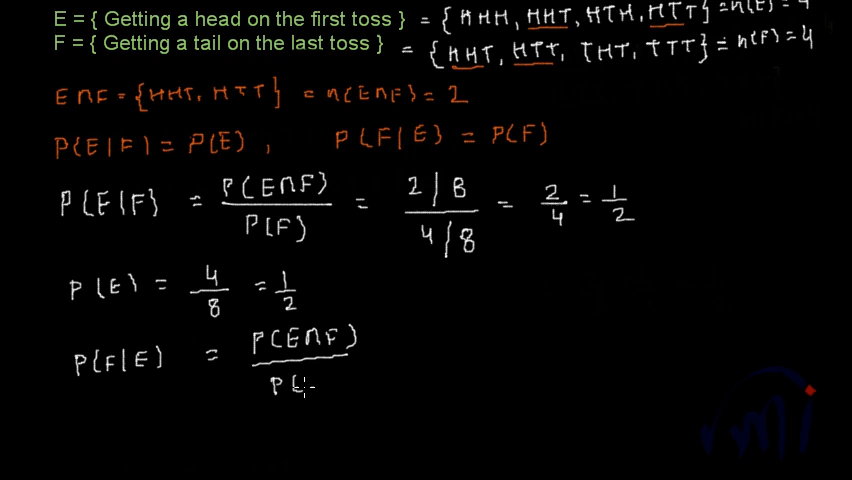 E = { Getting a head on the first toss } = {HHH, HHT, HTH, HTT} = n(E) = 4
F = { Getting a tail on the last toss } = {HHT, HTT, THT, TTT} = n(F) = 4
E∩F = {HHT, HTT} = n(E∩F) = 2
P(E|F) = P(E), P(F|E) = P(F)
P(E|F) = P(E∩F) / P(F) = 2/8 / 4/8 = 2/4 = 1/2
P(E) = 4/8 = 1/2
P(F|E) = P(E∩F) / P(
vmi